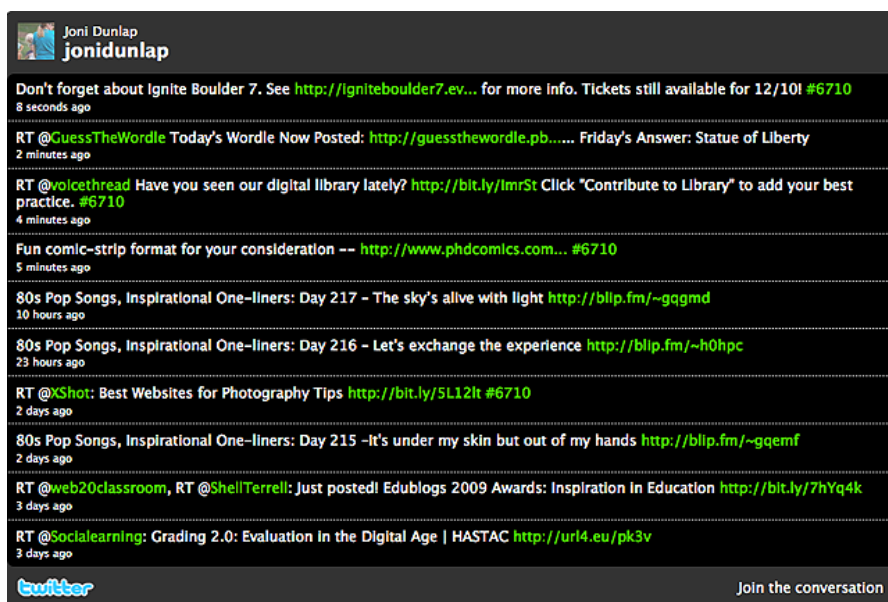 Joni Dunlap
jonidunlap
Don't forget about Ignite Boulder 7. See http://igniteboulder7.ev... for more info. Tickets still available for 12/10! #6710
8 seconds ago
RT @GuessTheWordle Today's Wordle Now Posted: http://guessthewordle.pb...... Friday's Answer: Statue of Liberty
2 minutes ago
RT @voicethread Have you seen our digital library lately? http://bit.ly/ImrSt Click "Contribute to Library" to add your best
practice. #6710
4 minutes ago
Fun comic-strip format for your consideration -- http://www.phdcomics.com... #6710
5 minutes ago
80s Pop Songs, Inspirational One-liners: Day 217 - The sky's alive with light http://blip.fm/~gqgmd
10 hours ago
80s Pop Songs, Inspirational One-liners: Day 216 - Let's exchange the experience http://blip.fm/~h0hpc
23 hours ago
RT @XShot: Best Websites for Photography Tips http://bit.ly/5L12lt #6710
2 days ago
80s Pop Songs, Inspirational One-liners: Day 215 -It's under my skin but out of my hands http://blip.fm/~gqemf
2 days ago
RT @web20classroom, RT @ShellTerrell: Just posted! Edublogs 2009 Awards: Inspiration in Education http://bit.ly/7hYq4k
3 days ago
RT @Socialearning: Grading 2.0: Evaluation in the Digital Age | HASTAC http://url4.eu/pk3v
3 days ago
twitter
Join the conversation